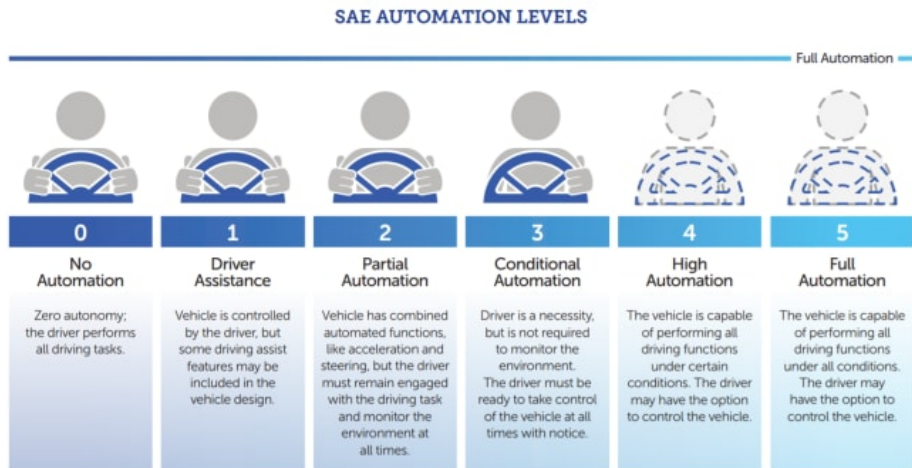 SAE AUTOMATION LEVELS
Full Automation
0
No
Automation
Zero autonomy;
the driver performs
all driving tasks.
1
Driver
Assistance
Vehicle is controlled
by the driver, but
some driving assist
features may be
included in the
vehicle design.
2
Partial
Automation
Vehicle has combined
automated functions,
like acceleration and
steering, but the driver
must remain engaged
with the driving task
and monitor the
environment at
all times.
3
Conditional
Automation
Driver is a necessity,
but is not required
to monitor the
environment.
The driver must be
ready to take control
of the vehicle at all
times with notice.
4
High
Automation
The vehicle is capable
of performing all
driving functions
under certain
conditions. The driver
may have the option
to control the vehicle.
5
Full
Automation
The vehicle is capable
of performing all
driving functions
under all conditions.
The driver may
have the option to
control the vehicle.